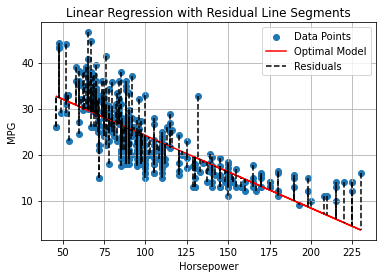 Linear Regression with Residual Line Segments
Data Points
Optimal Model
Residuals
MPG
40
30
20
10
50
75
100
125
150
175
200
225
Horsepower